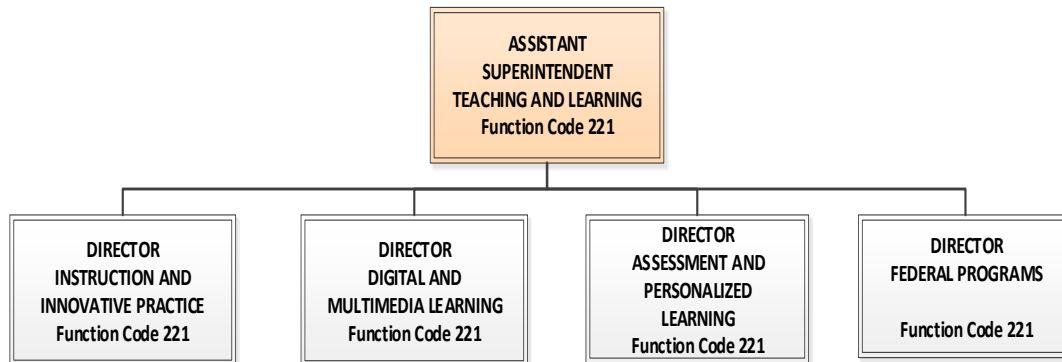 ASSISTANT
SUPERINTENDENT
TEACHING AND LEARNING
Function Code 221
DIRECTOR
INSTRUCTION AND
INNOVATIVE PRACTICE
Function Code 221
DIRECTOR
DIGITAL AND
MULTIMEDIA LEARNING
Function Code 221
DIRECTOR
ASSESSMENT AND
PERSONALIZED
LEARNING
Function Code 221
DIRECTOR
FEDERAL PROGRAMS
Function Code 221